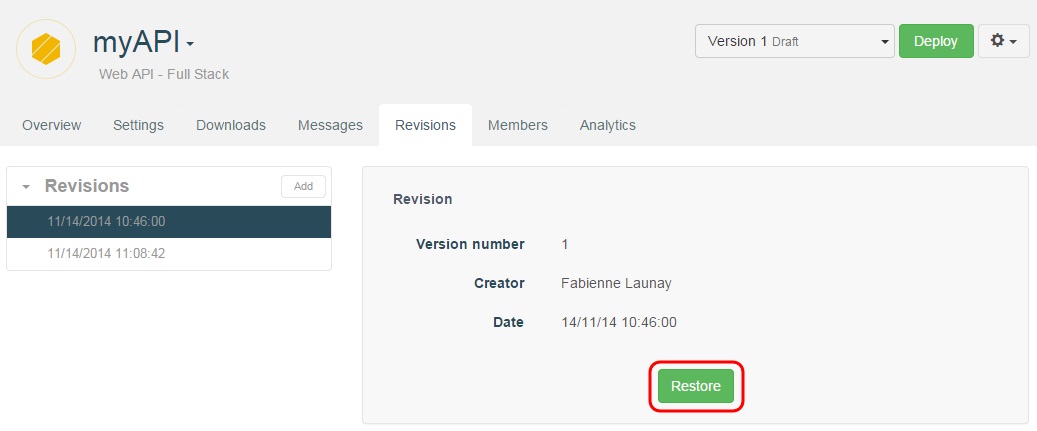 myAPI
Version 1 Draft
Deploy
Web API - Full Stack
Overview Settings Downloads Messages Revisions Members Analytics
Revisions Add
11/14/2014 10:46:00
11/14/2014 11:08:42
Revision
Version number 1
Creator Fabienne Launay
Date 14/11/14 10:46:00
Restore